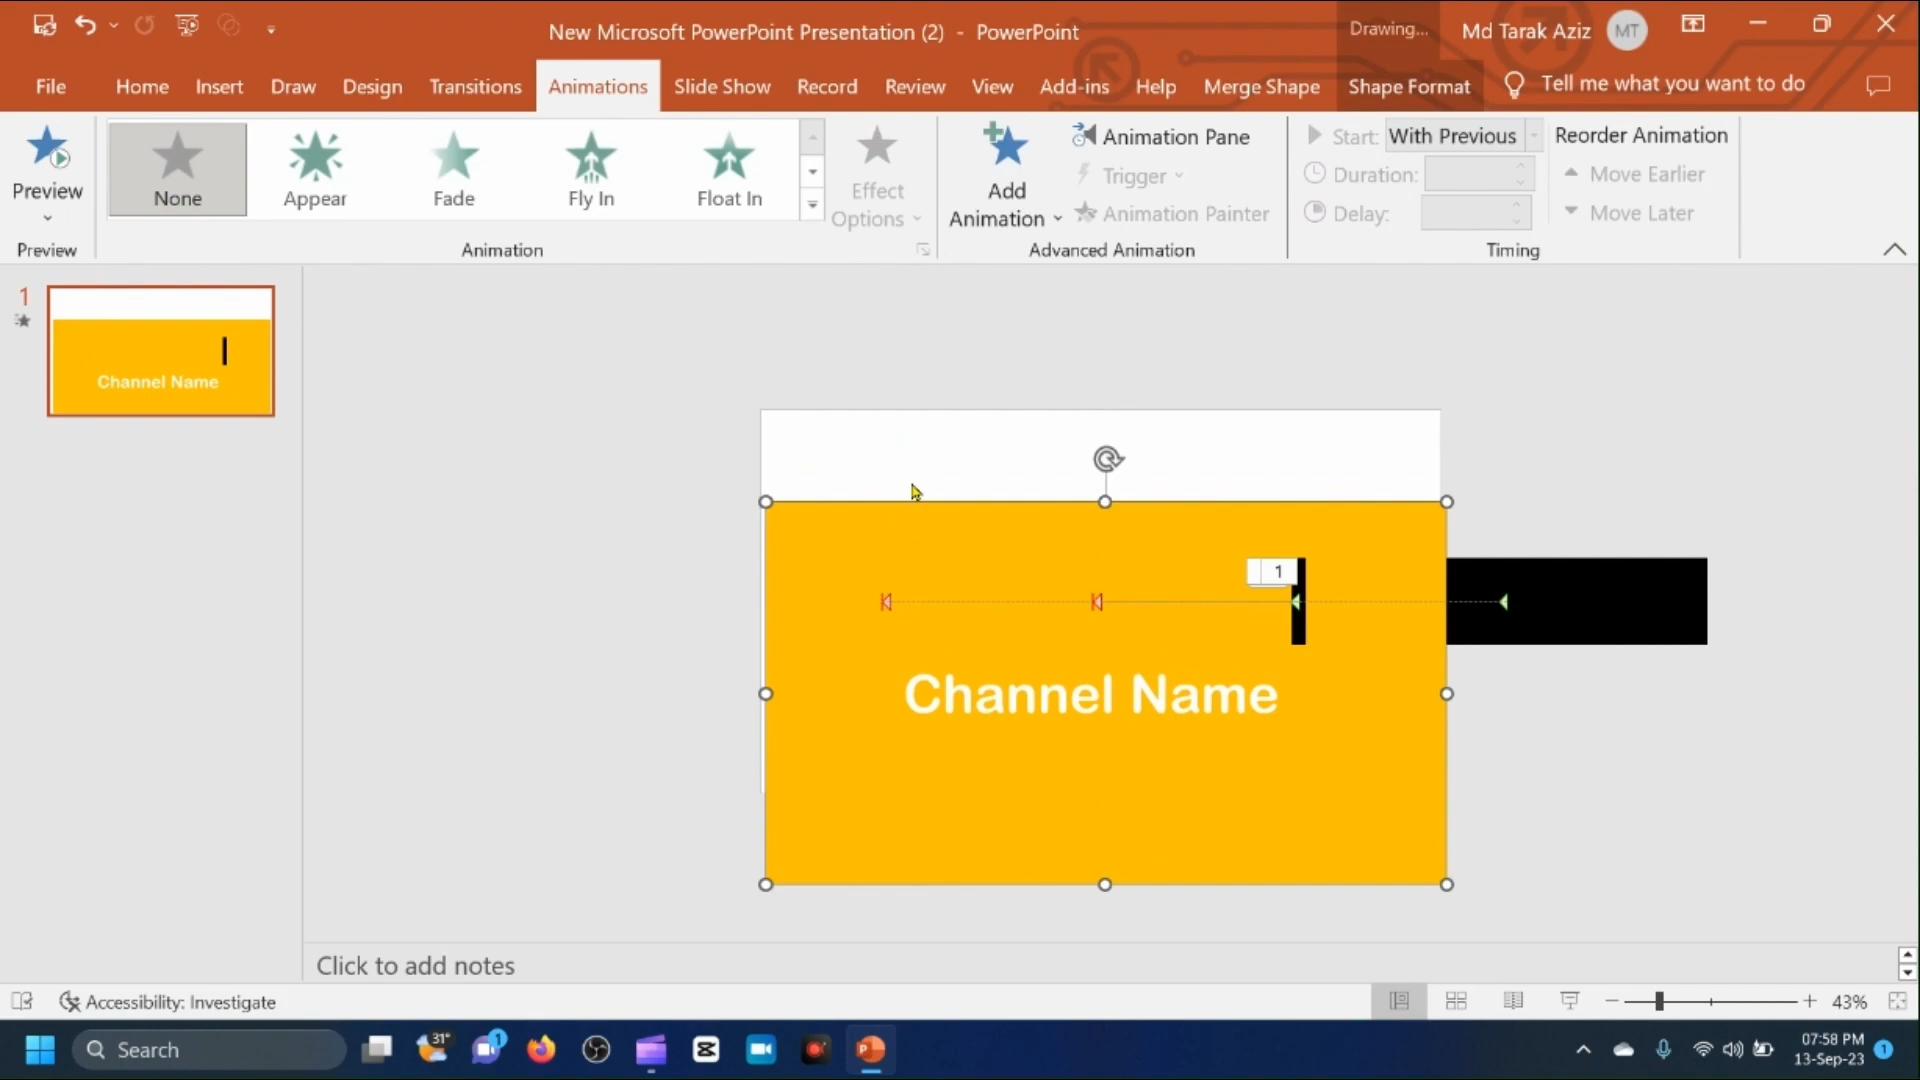 New Microsoft PowerPoint Presentation (2) - PowerPoint
Drawing...
Md Tarak Aziz
MT
File
Home
Insert
Draw
Design
Transitions
Animations
Slide Show
Record
Review
View
Add-ins
Help
Merge Shape
Shape Format
Tell me what you want to do
Preview
None
Appear
Fade
Fly In
Float In
Effect
Options
Add
Animation
Animation Pane
Trigger
Animation Painter
Start: With Previous
Duration:
Delay:
Reorder Animation
Move Earlier
Move Later
Preview
Animation
Advanced Animation
Timing
1
Channel Name
1
Channel Name
Click to add notes
Accessibility: Investigate
43%
Search
31°
1
07:58 PM
13-Sep-23
1